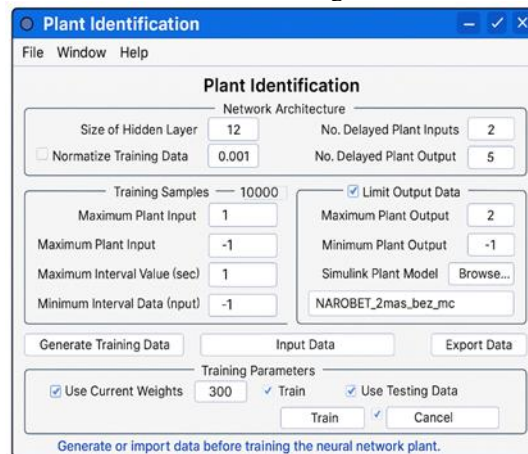 Plant Identification
File Window Help
Plant Identification
Network Architecture
Size of Hidden Layer 12 No. Delayed Plant Inputs 2
Normatize Training Data 0.001 No. Delayed Plant Output 5
Training Samples 10000 Limit Output Data
Maximum Plant Input 1 Maximum Plant Output 2
Maximum Plant Input -1 Minimum Plant Output -1
Maximum Interval Value (sec) 1 Simulink Plant Model Browse...
Minimum Interval Data (nput) -1 NAROBET_2mas_bez_mc
Generate Training Data Input Data Export Data
Training Parameters
Use Current Weights 300 Train Use Testing Data
Train Cancel
Generate or import data before training the neural network plant.